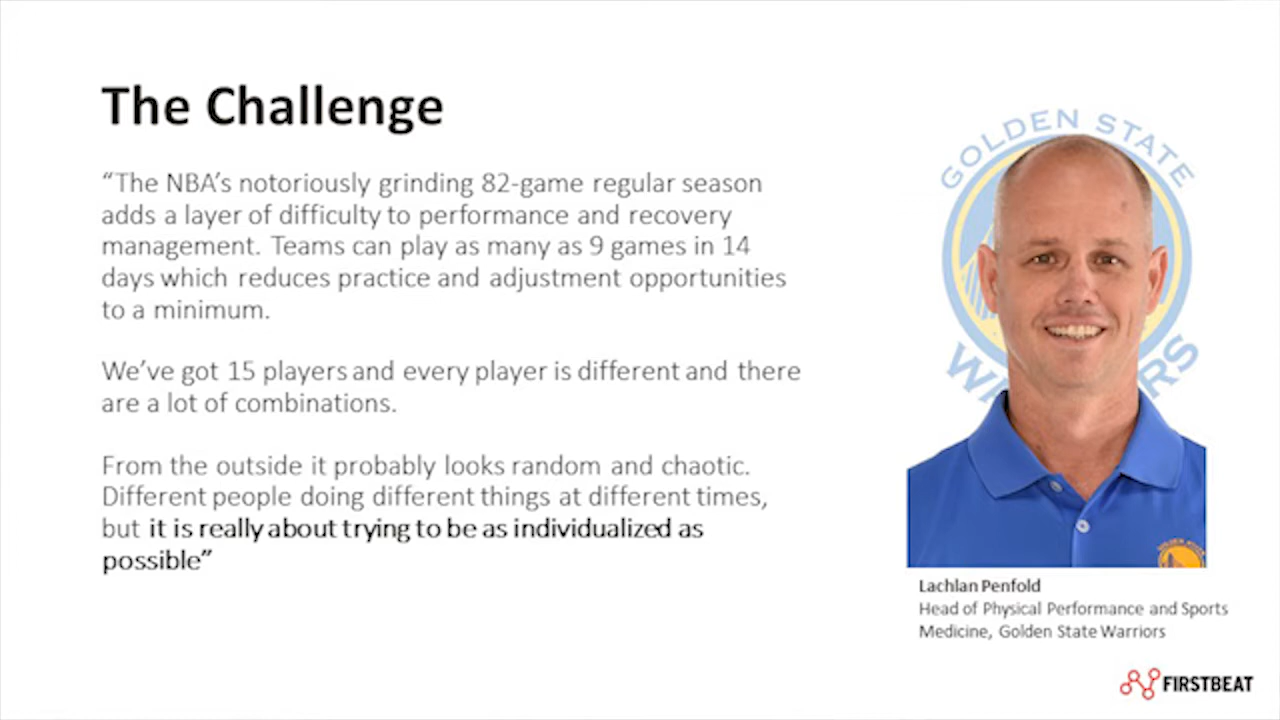 The Challenge
“The NBA’s notoriously grinding 82-game regular season
adds a layer of difficulty to performance and recovery
management. Teams can play as many as 9 games in 14
days which reduces practice and adjustment opportunities
to a minimum.
We’ve got 15 players and every player is different and there
are a lot of combinations.
From the outside it probably looks random and chaotic.
Different people doing different things at different times,
but it is really about trying to be as individualized as
possible”
GOLDEN STATE
WA RS
GOLDEN STATE
Lachlan Penfold
Head of Physical Performance and Sports
Medicine, Golden State Warriors
FIRSTBEAT